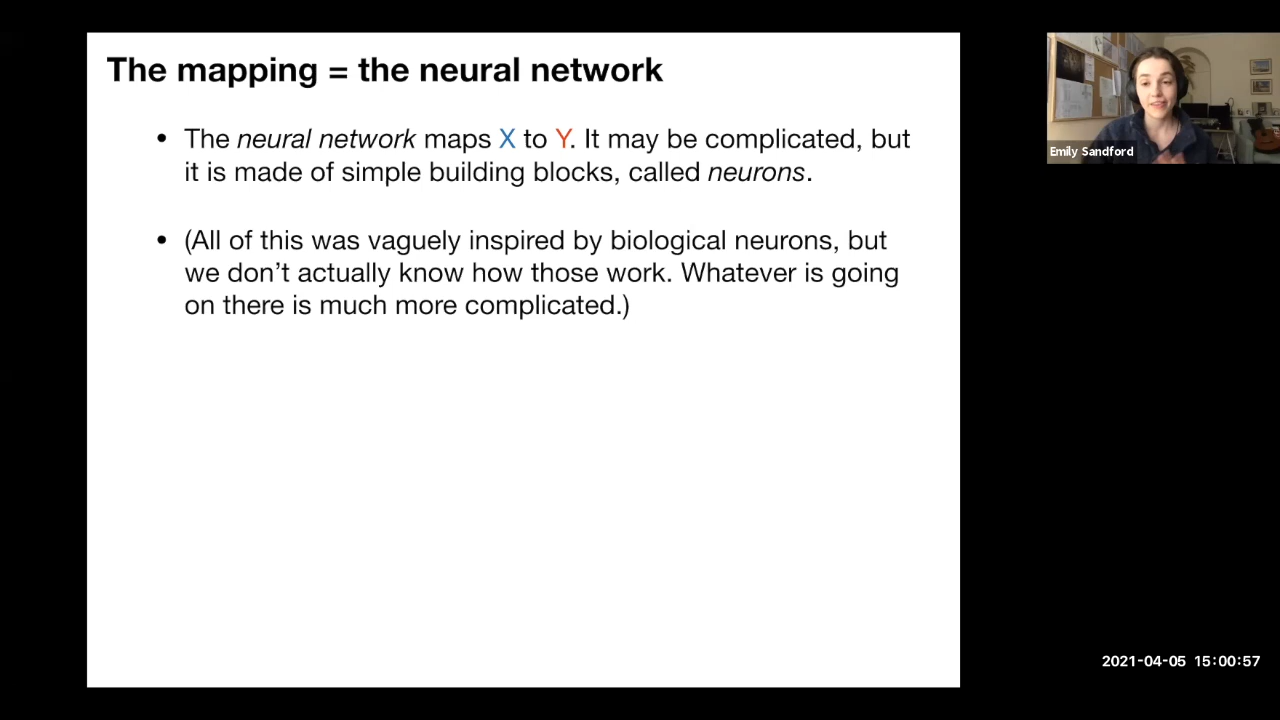 The mapping = the neural network
• The neural network maps X to Y. It may be complicated, but
it is made of simple building blocks, called neurons.
• (All of this was vaguely inspired by biological neurons, but
we don’t actually know how those work. Whatever is going
on there is much more complicated.)
Emily Sandford
2021-04-05 15:00:57